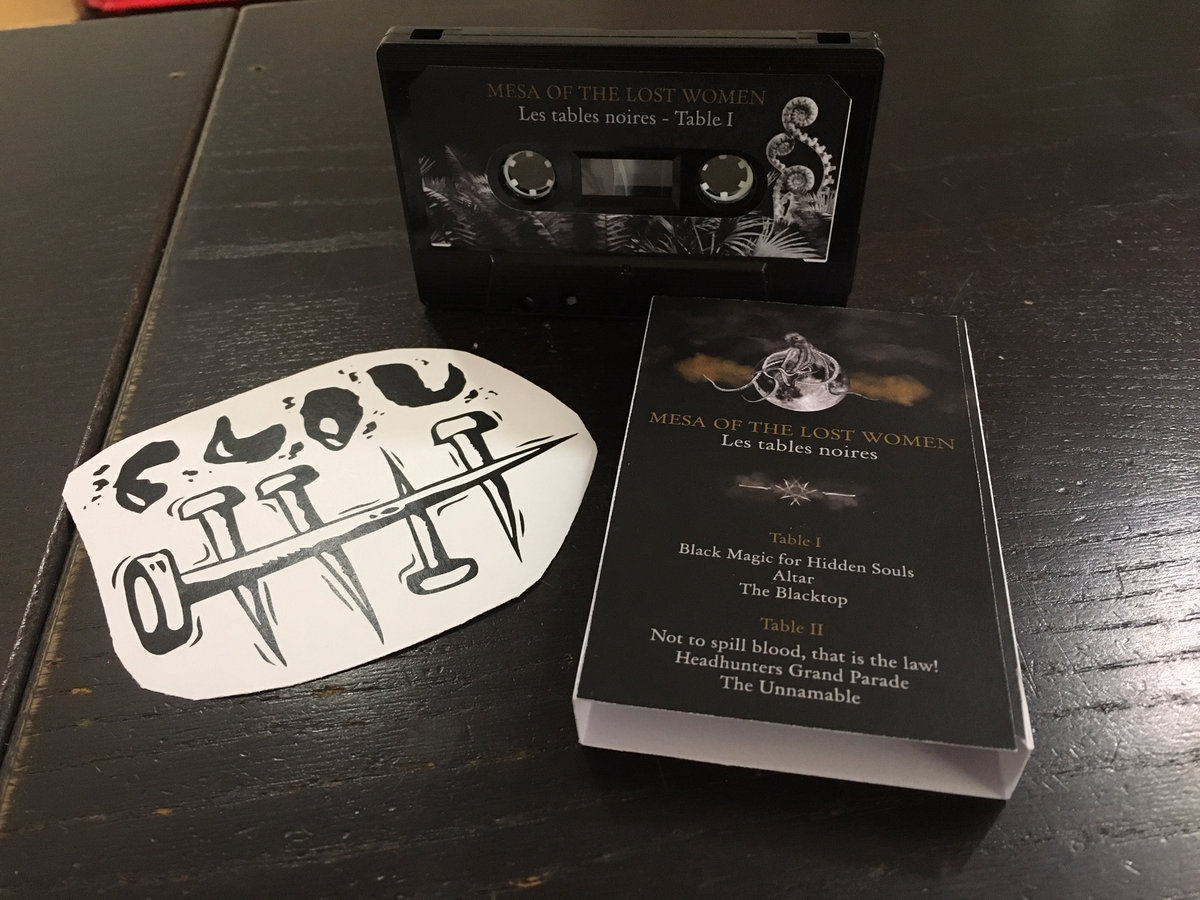 MESA OF THE LOST WOMEN
Les tables noires - Table I
CLOU
MESA OF THE LOST WOMEN
Les tables noires
Table I
Black Magic for Hidden Souls
Altar
The Blacktop
Table II
Not to spill blood, that is the law!
Headhunters Grand Parade
The Unnamable